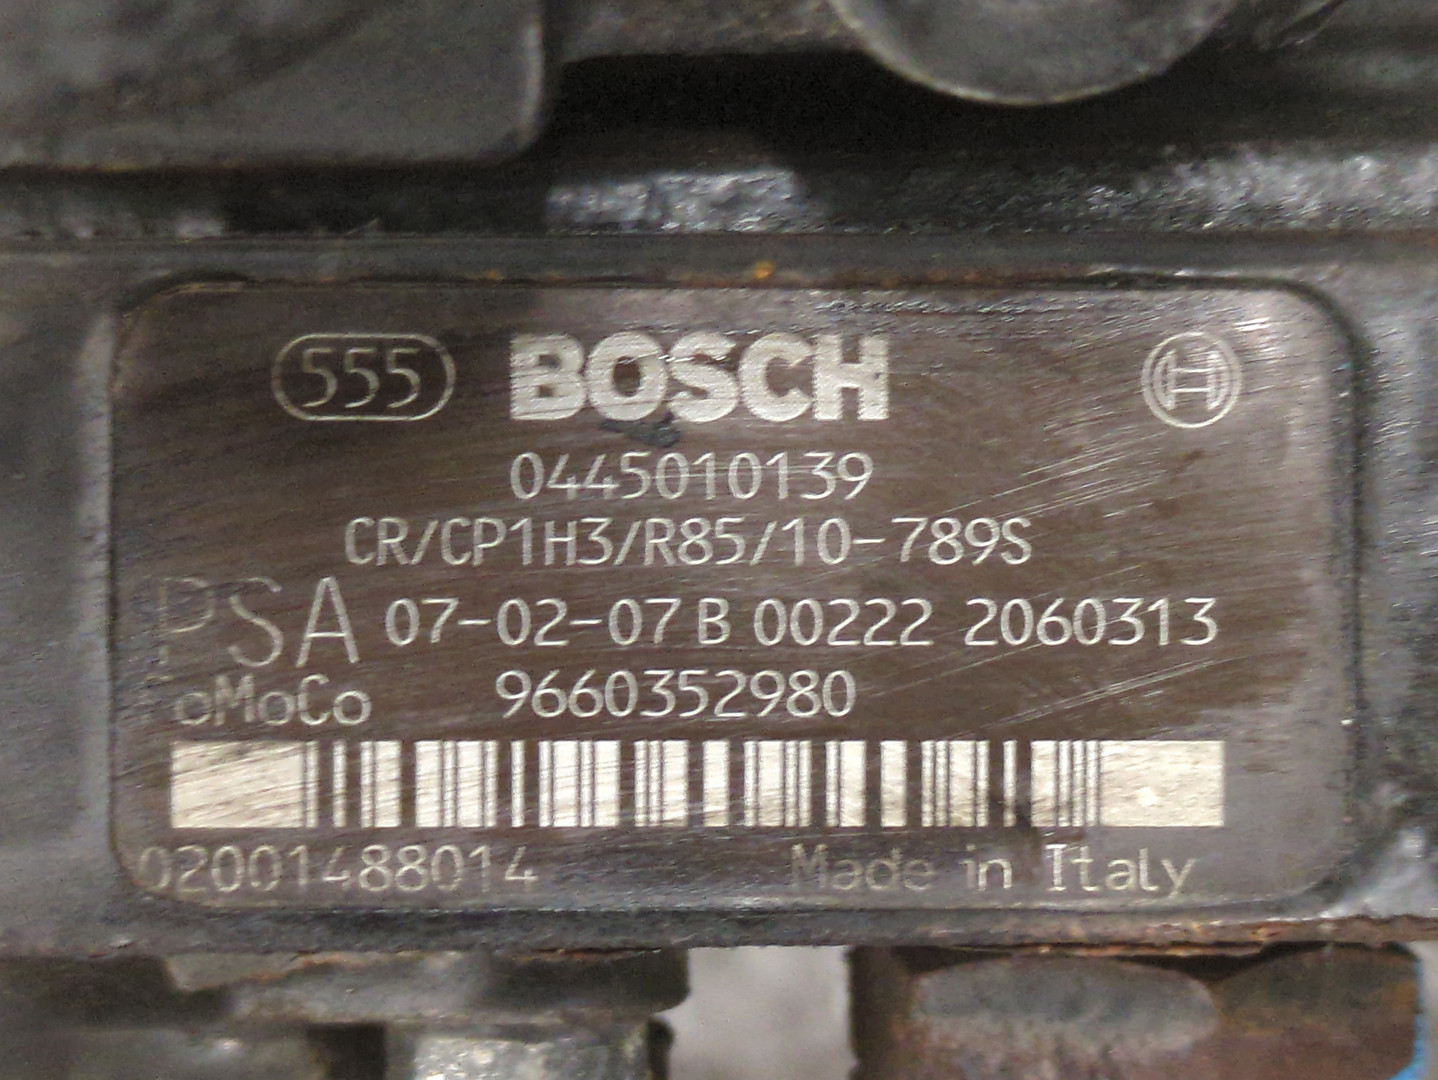 555 BOSCH
0445010139
CR/CP1H3/R85/10-789S
PSA 07-02-07 B 00222 2060313
FoMoCo 9660352980
02001488014 Made in Italy